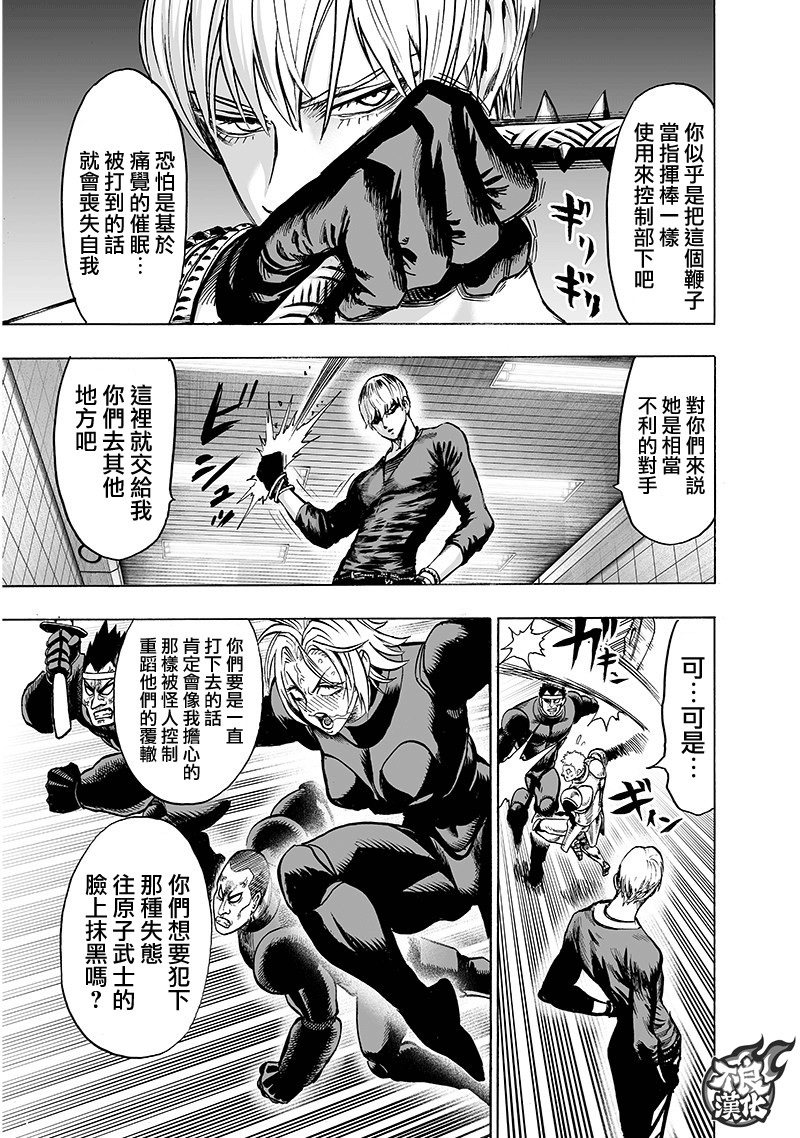 你似乎是把這個鞭子
當指揮棒一樣
使用來控制部下吧
ギリギリ
恐怕是基於
痛覺的催眠…
被打到的話
就會喪失自我
對你們來說
她是相當
不利的對手
ビシュッ
這裡就交給我
你們去其他
地方吧
ガキン
可…可是…
ギィン
你們要是一直
打下去的話
肯定會像我擔心的
那樣被怪人控制
重蹈他們的覆轍
你們想要犯下
那種失態
往原子武士的
臉上抹黑嗎？
不良
漢化